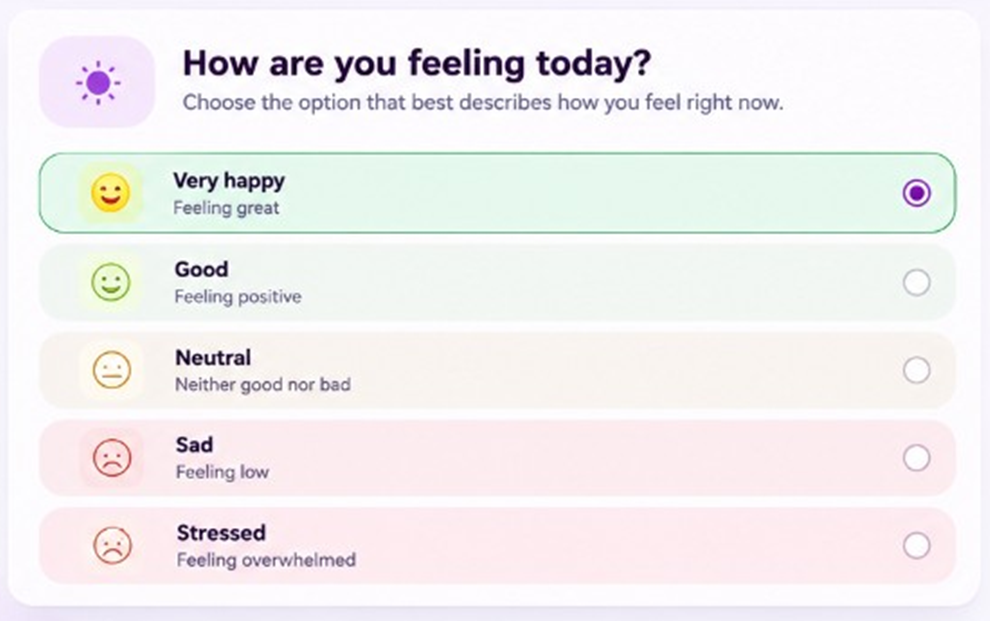 How are you feeling today?
Choose the option that best describes how you feel right now.
Very happy
Feeling great
Good
Feeling positive
Neutral
Neither good nor bad
Sad
Feeling low
Stressed
Feeling overwhelmed